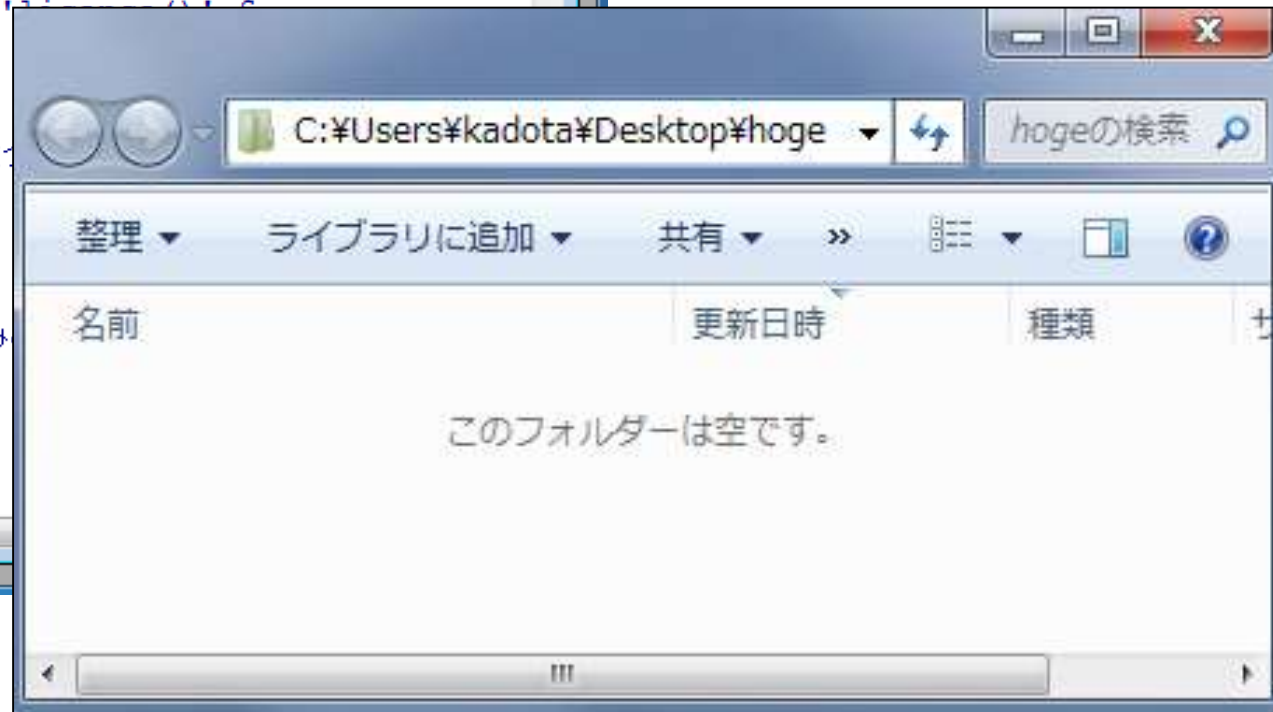 'license()'
C:¥Users¥kadota¥Desktop¥hoge hogeの検索
整理 ライブラリに追加 共有 »
名前 更新日時 種類 サ
このフォルダーは空です。